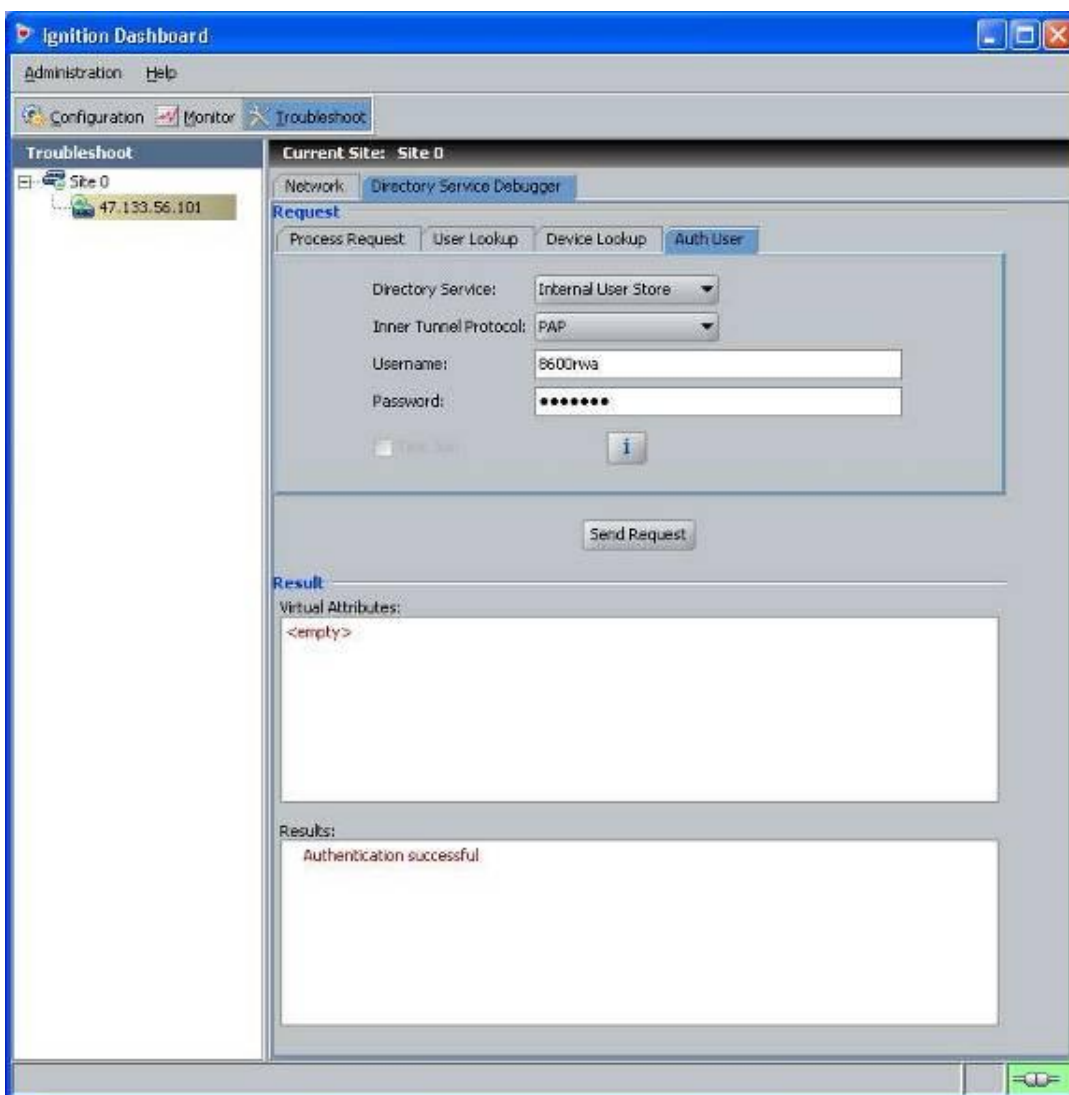 Ignition Dashboard
Administration Help
Configuration Monitor Troubleshoot
Troubleshoot
Current Site: Site 0
Site 0
47.133.56.101
Network Directory Service Debugger
Request
Process Request User Lookup Device Lookup Auth User
Directory Service: Internal User Store
Inner Tunnel Protocol: PAP
Username: 8600rwa
Password: •••••••
i
Send Request
Result
Virtual Attributes:
<empty>
Results:
Authentication successful